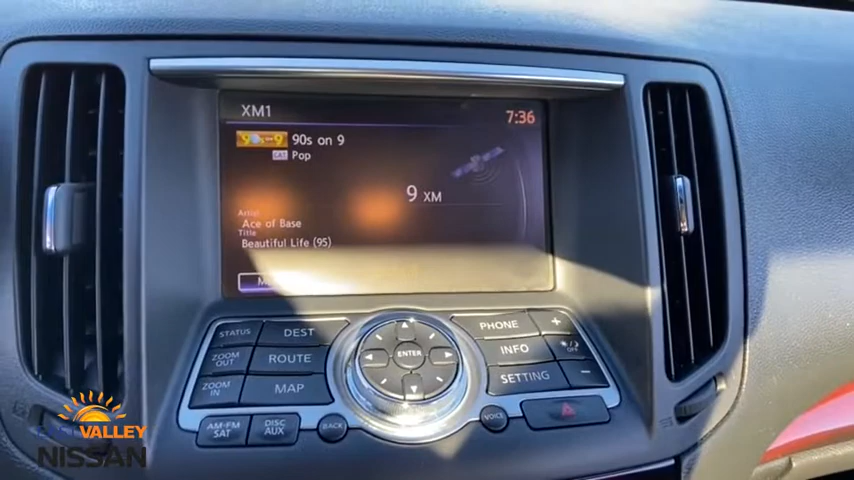 XM1
7:36
90s on 9
CAT Pop
9 XM
Artist
Ace of Base
Title
Beautiful Life (95)
STATUS
DEST
PHONE
+
ZOOM OUT
ROUTE
ENTER
INFO
OFF
ZOOM IN
MAP
SETTING
-
AM·FM SAT
DISC AUX
BACK
VOICE
VALLEY
NISSAN